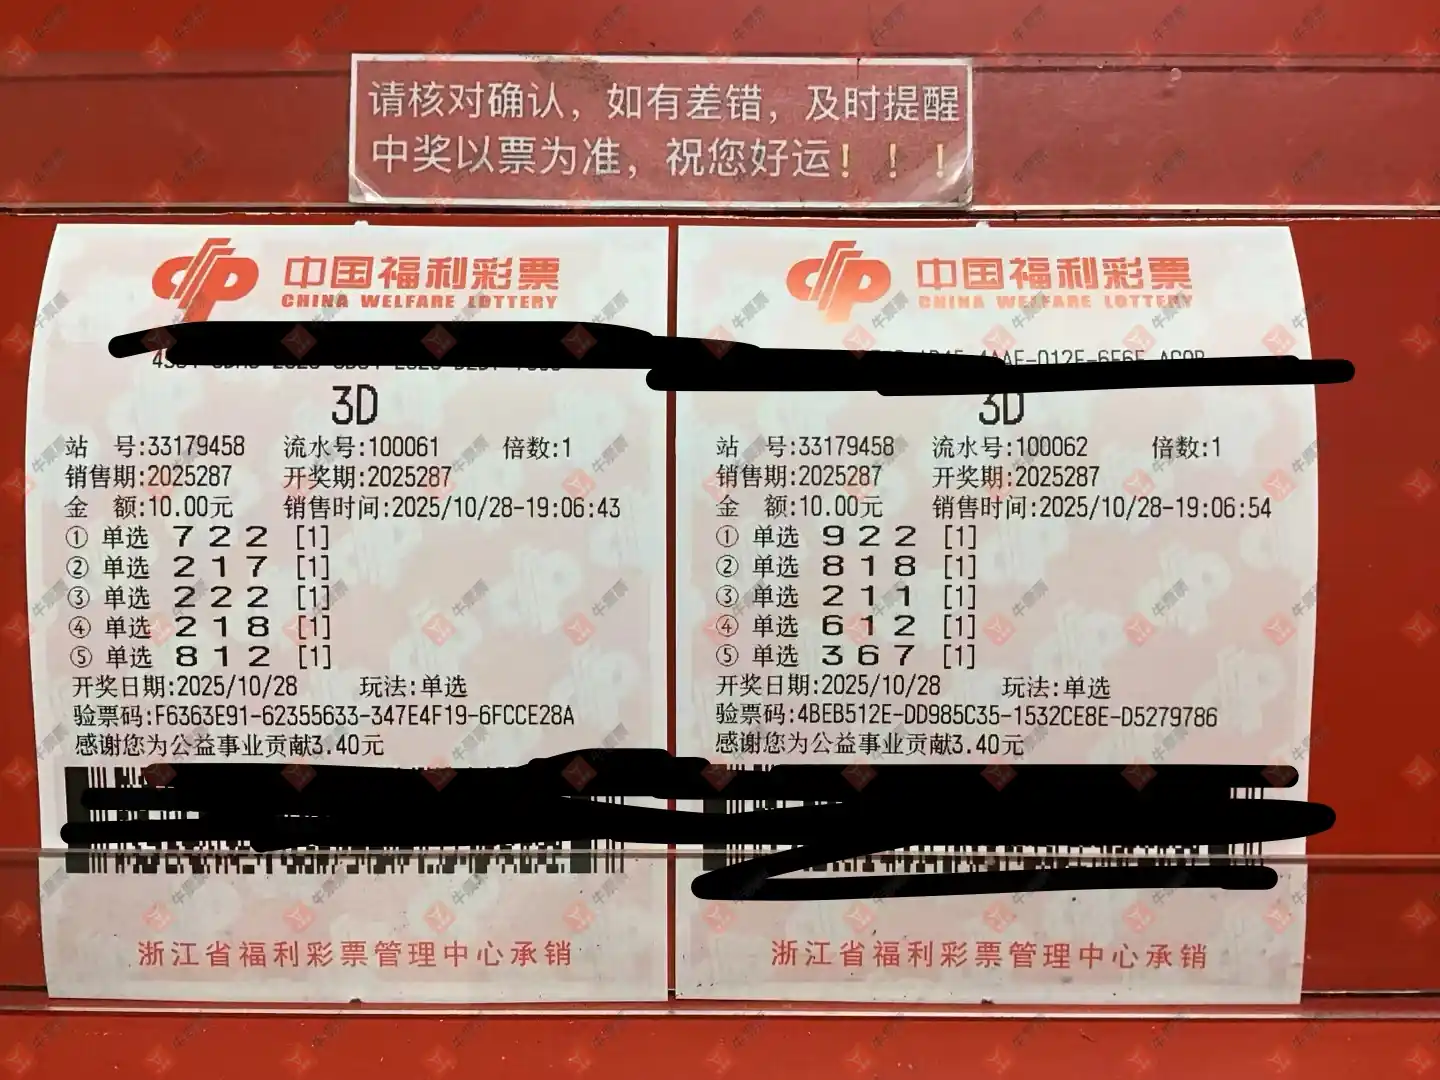 请核对确认，如有差错，及时提醒
中奖以票为准，祝您好运！！！
中国福利彩票
CHINA WELFARE LOTTERY
3D
站 号:33179458 流水号:100061 倍数:1
销售期:2025287 开奖期:2025287
金 额:10.00元 销售时间:2025/10/28-19:06:43
① 单选 7 2 2 [1]
② 单选 2 1 7 [1]
③ 单选 2 2 2 [1]
④ 单选 2 1 8 [1]
⑤ 单选 8 1 2 [1]
开奖日期:2025/10/28 玩法:单选
验票码:F6363E91-62355633-347E4F19-6FCCE28A
感谢您为公益事业贡献3.40元
浙江省福利彩票管理中心承销
中国福利彩票
CHINA WELFARE LOTTERY
3D
站 号:33179458 流水号:100062 倍数:1
销售期:2025287 开奖期:2025287
金 额:10.00元 销售时间:2025/10/28-19:06:54
① 单选 9 2 2 [1]
② 单选 8 1 8 [1]
③ 单选 2 1 1 [1]
④ 单选 6 1 2 [1]
⑤ 单选 3 6 7 [1]
开奖日期:2025/10/28 玩法:单选
验票码:4BEB512E-DD985C35-1532CE8E-D5279786
感谢您为公益事业贡献3.40元
浙江省福利彩票管理中心承销